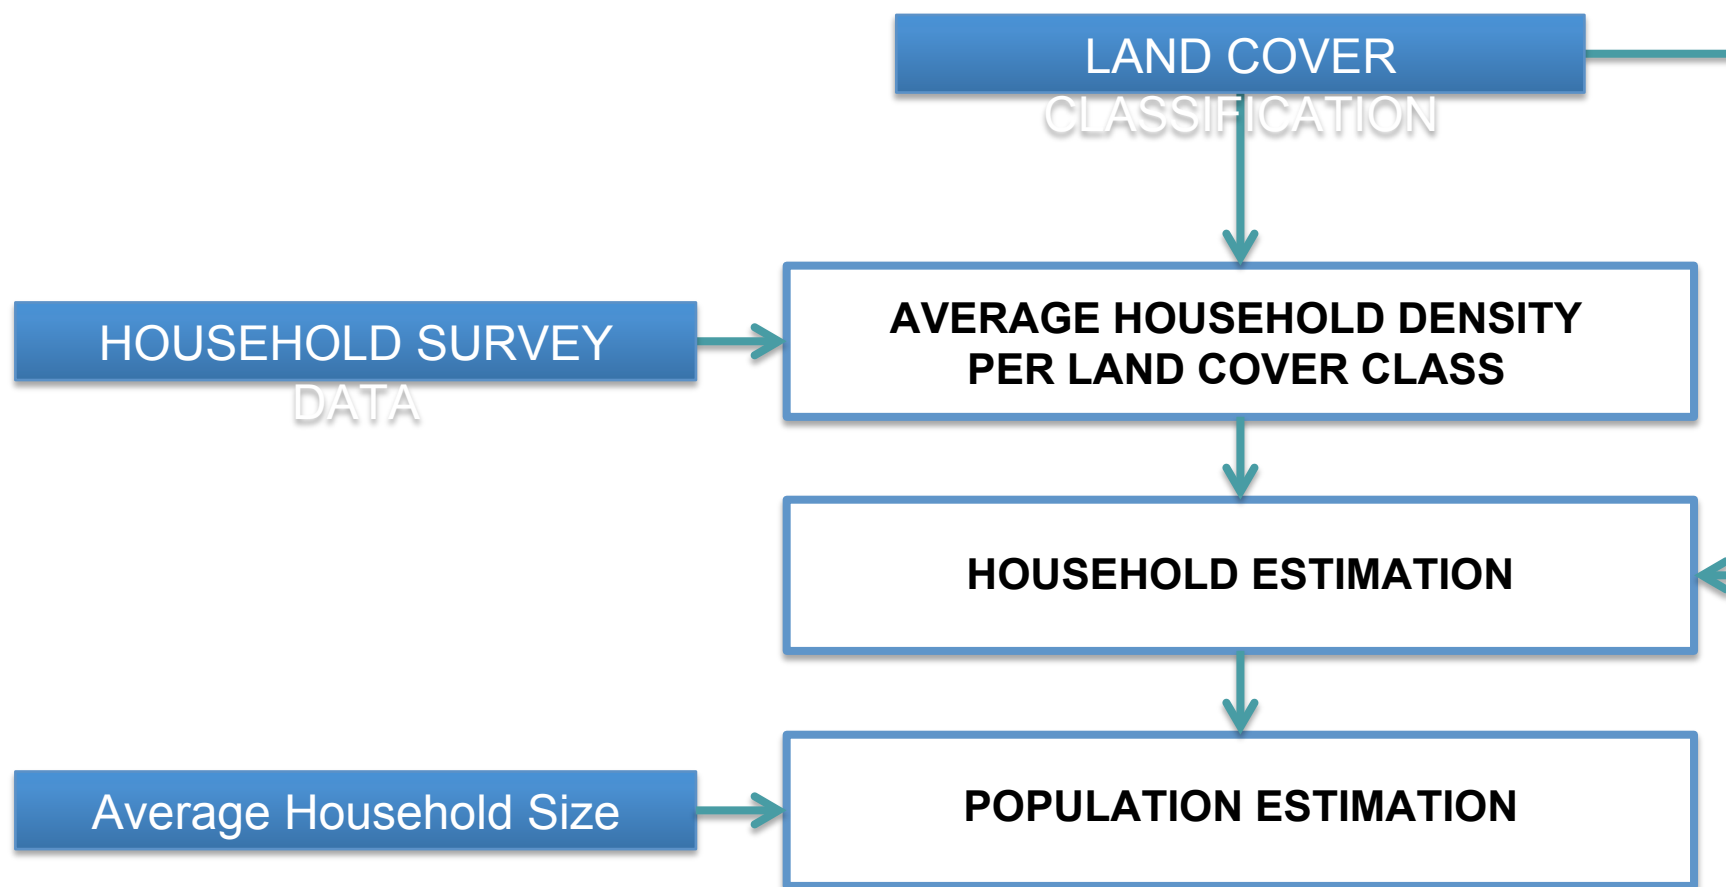 LAND COVER
CLASSIFICATION
AVERAGE HOUSEHOLD DENSITY
PER LAND COVER CLASS
HOUSEHOLD SURVEY
DATA
HOUSEHOLD ESTIMATION
Average Household Size
POPULATION ESTIMATION